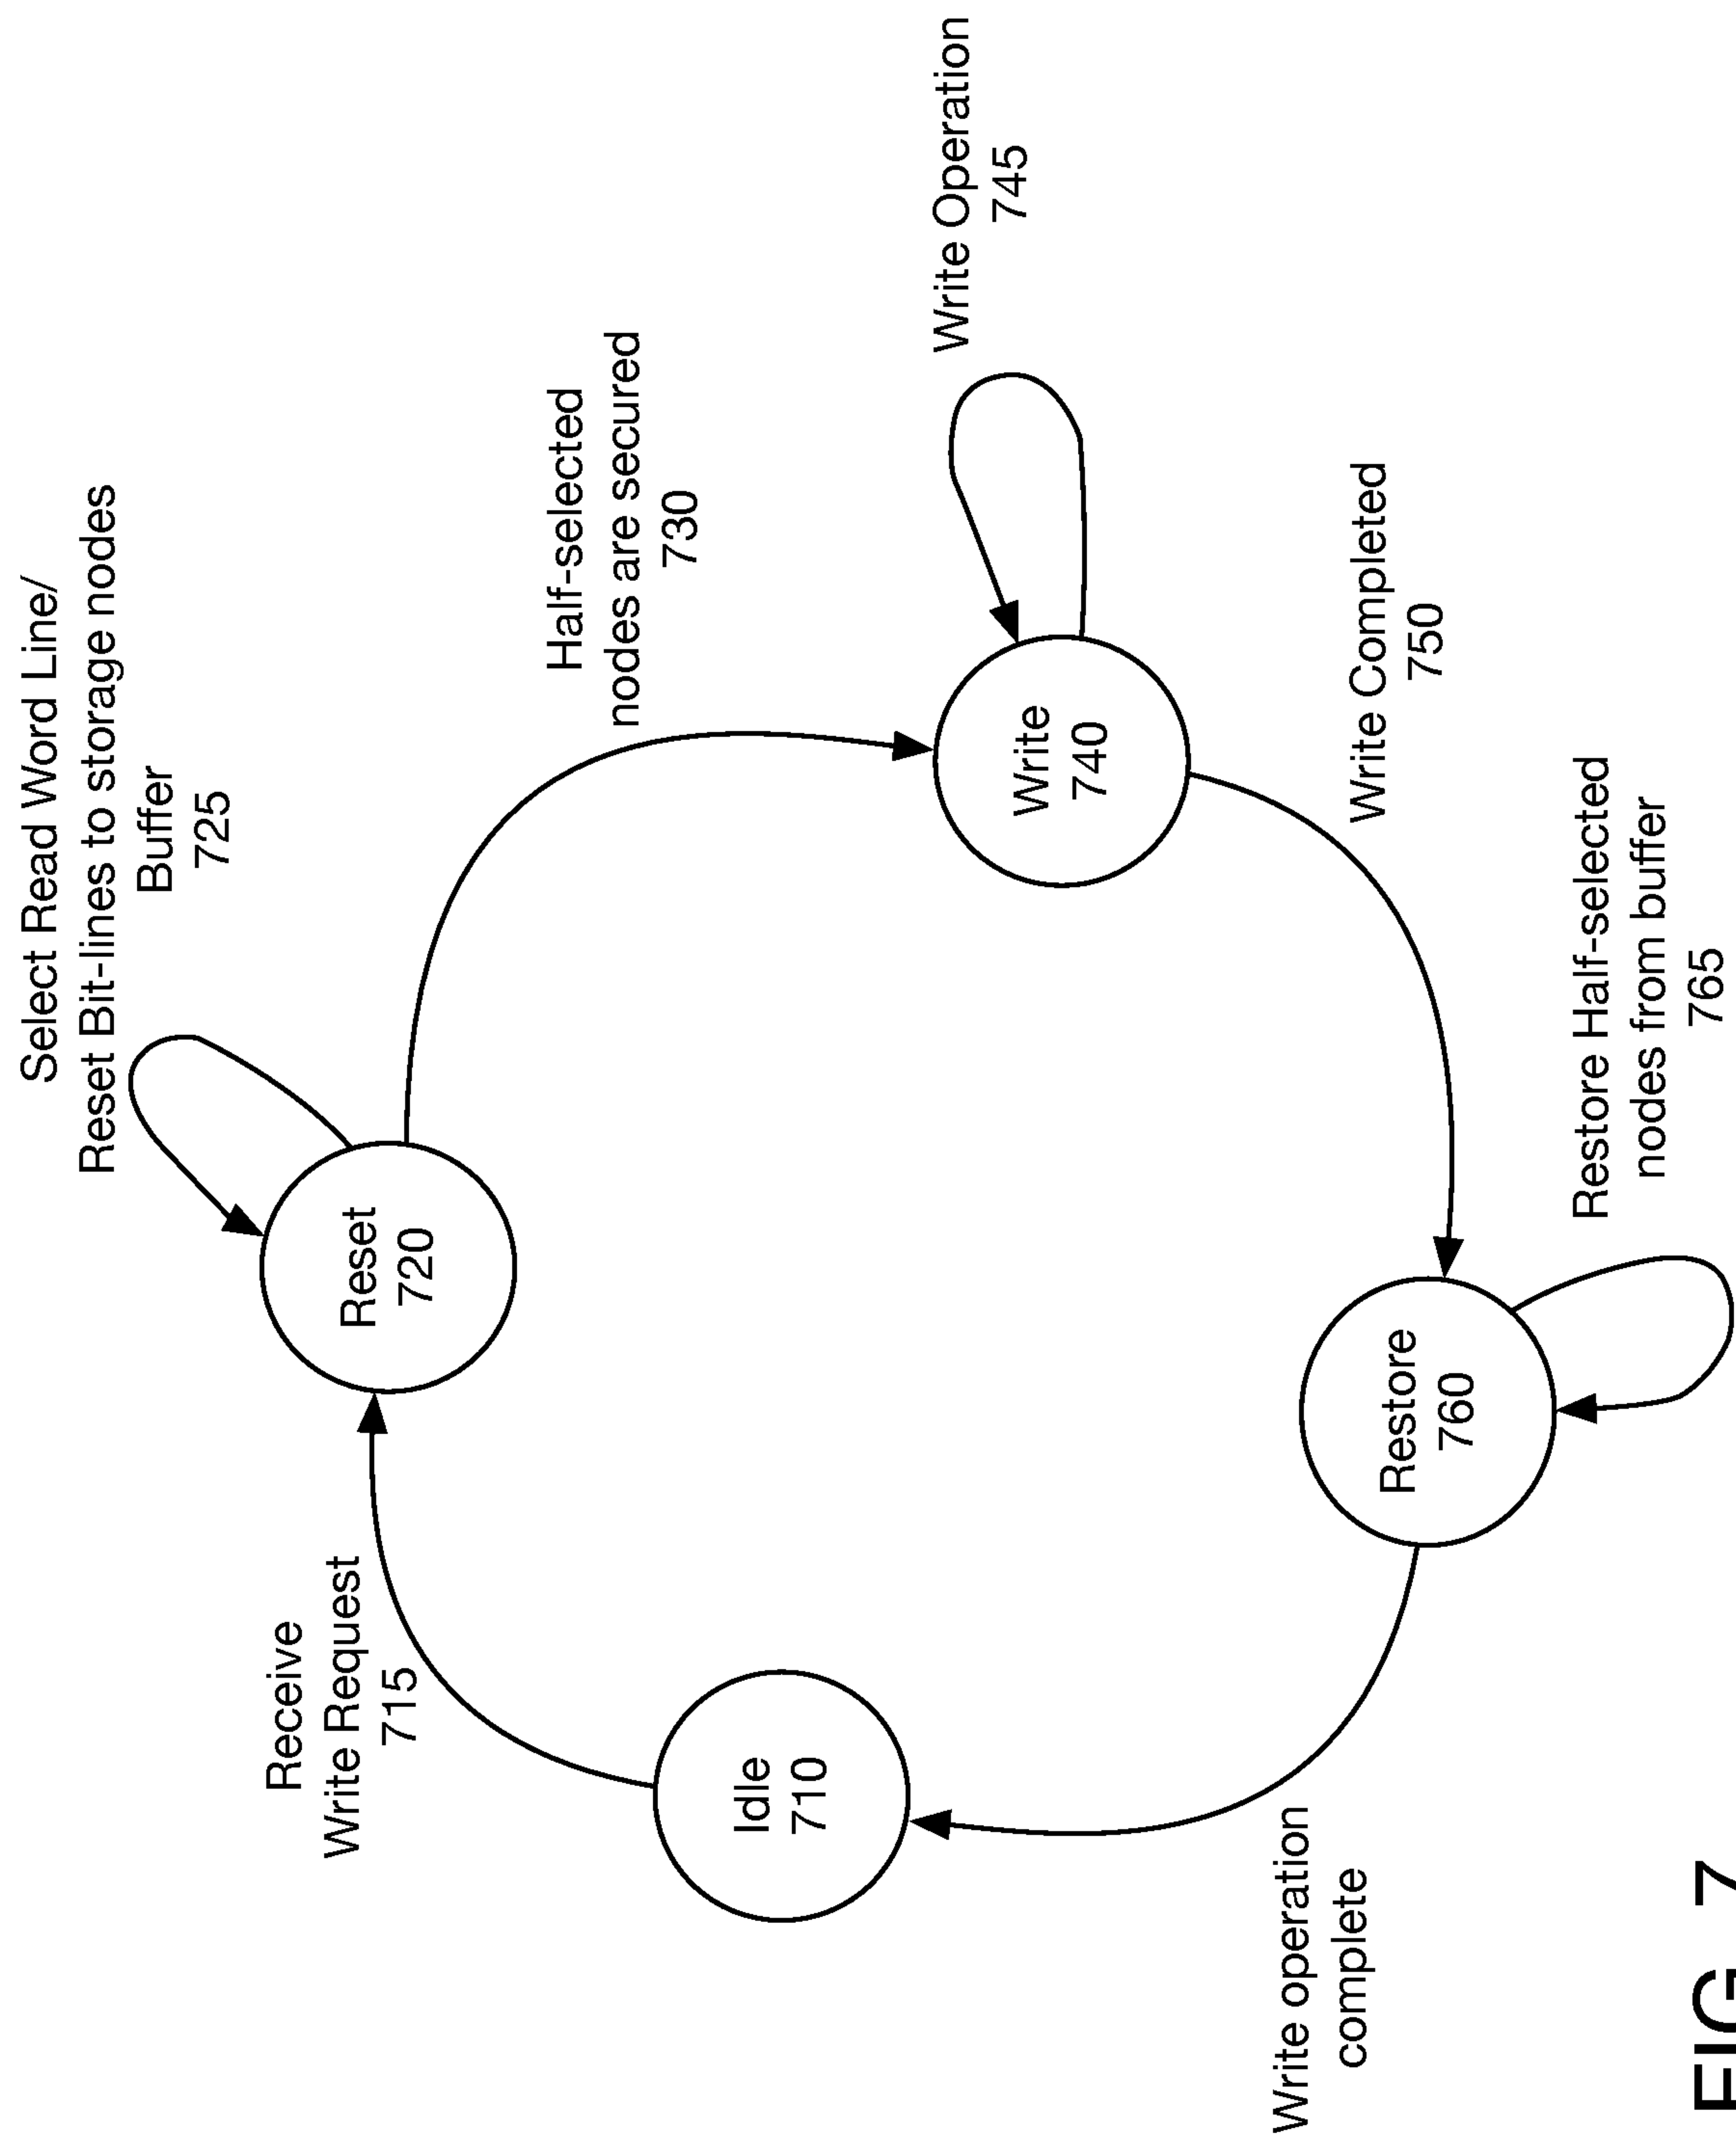 Select Read Word Line/
Reset Bit-lines to storage nodes
Buffer
725
Receive
Write Request
715
Reset
720
Half-selected
nodes are secured
730
Idle
710
Write
740
Write Operation
745
Write operation
complete
Restore
760
Write Completed
750
Restore Half-selected
nodes from buffer
765
FIG. 7